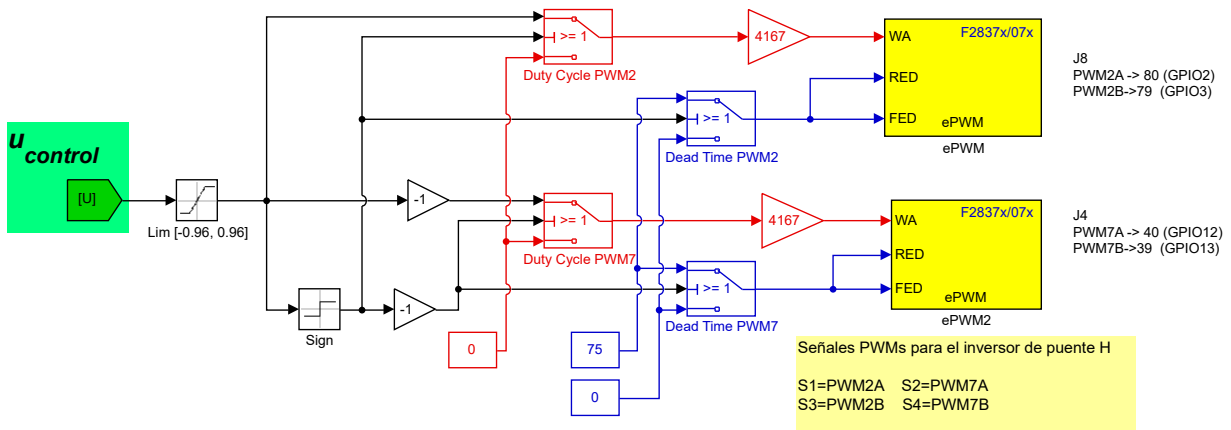 >= 1
Duty Cycle PWM2
4167
WA
F2837x/07x
RED
FED
ePWM
ePWM
J8
PWM2A -> 80 (GPIO2)
PWM2B->79  (GPIO3)
>= 1
Dead Time PWM2
u
control
[U]
Lim [-0.96, 0.96]
-1
>= 1
Duty Cycle PWM7
4167
WA
F2837x/07x
RED
FED
ePWM
ePWM2
J4
PWM7A -> 40 (GPIO12)
PWM7B->39  (GPIO13)
>= 1
Dead Time PWM7
Sign
-1
0
75
0
Señales PWMs para el inversor de puente H
S1=PWM2A    S2=PWM7A
S3=PWM2B    S4=PWM7B